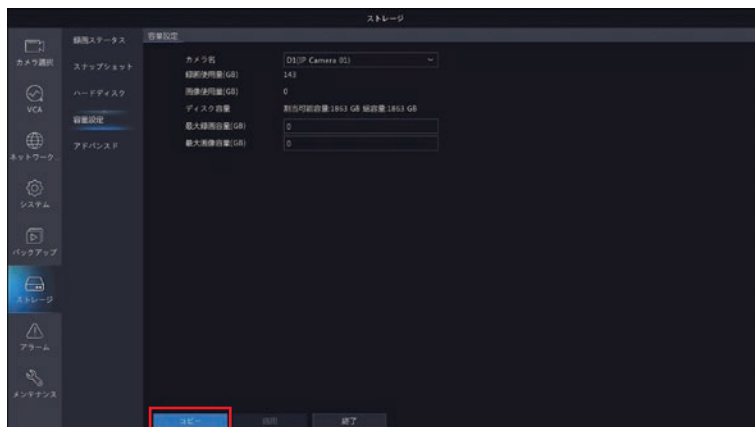 ストレージ
カメラ選択
VCA
ネットワーク
システム
バックアップ
ストレージ
アラーム
メンテナンス
録画ステータス
スナップショット
ハードディスク
容量設定
アドバンスド
容量設定
カメラ名 D1(IP Camera 01)
録画使用量(GB) 143
画像使用量(GB) 0
ディスク容量 割当可能容量:1863 GB 総容量:1863 GB
最大録画容量(GB) 0
最大画像容量(GB) 0
コピー 適用 終了